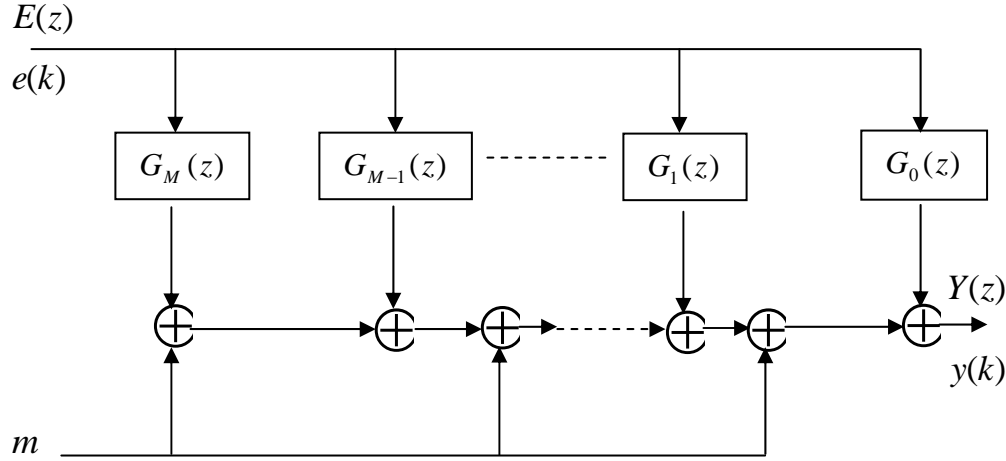 E(z)
e(k)
G_M(z)
G_{M-1}(z)
G_1(z)
G_0(z)
Y(z)
y(k)
m